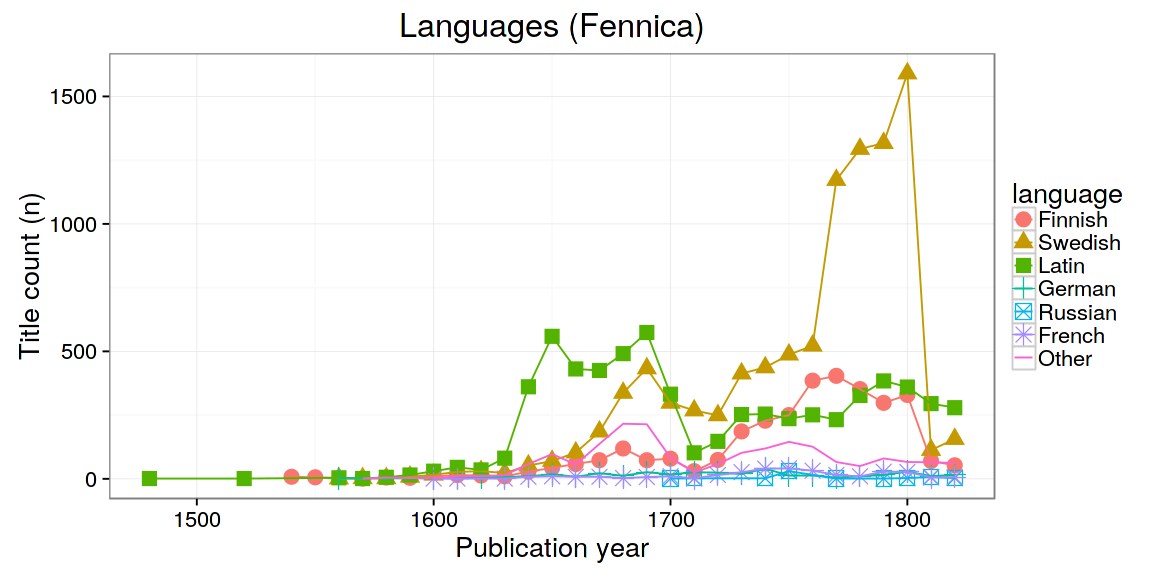 Languages (Fennica)
Title count (n)
1500
1000
500
0
1500
1600
1700
1800
Publication year
language
Finnish
Swedish
Latin
German
Russian
French
Other